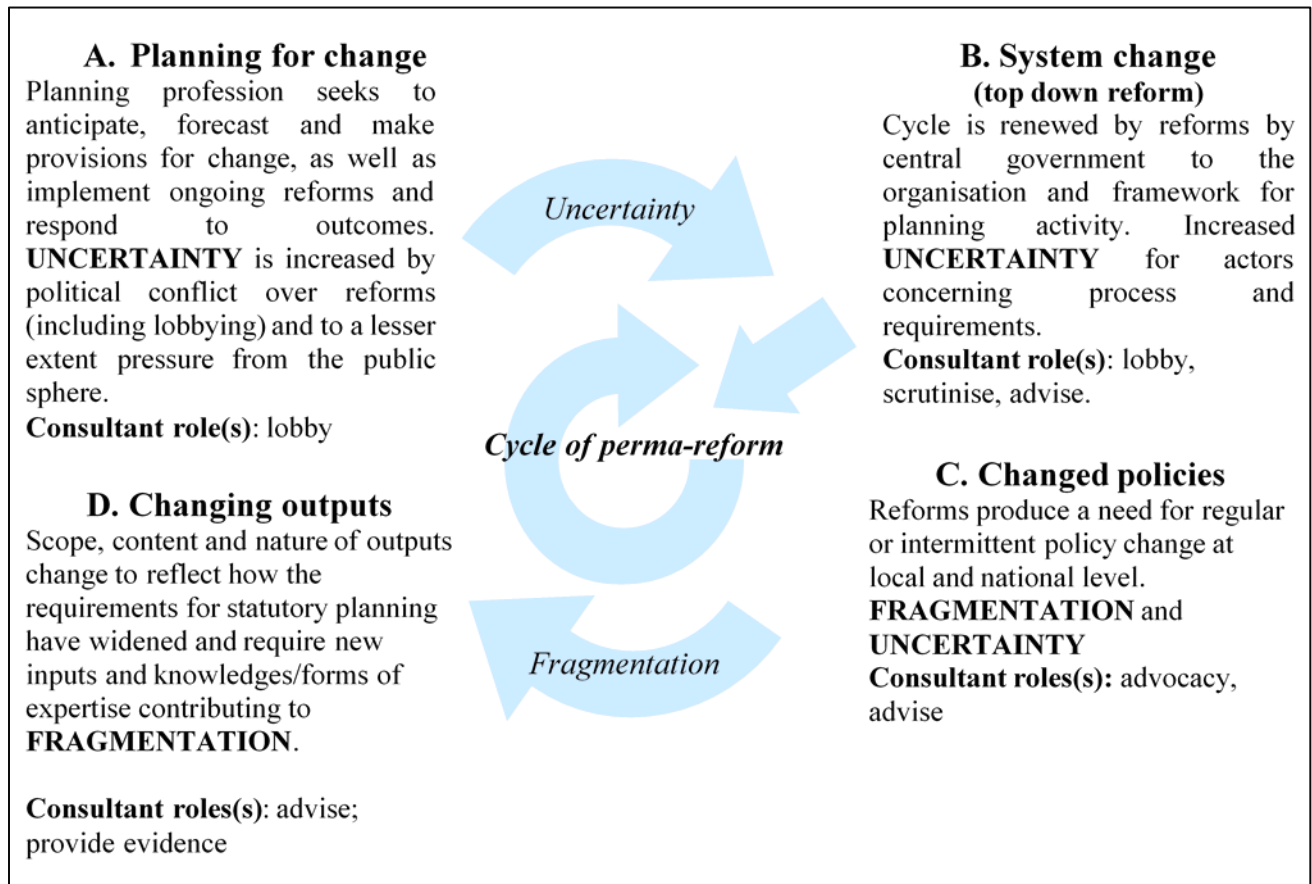 A. Planning for change
Planning profession seeks to
anticipate, forecast and make
provisions for change, as well as
implement ongoing reforms and
respond to outcomes.
UNCERTAINTY is increased by
political conflict over reforms
(including lobbying) and to a lesser
extent pressure from the public
sphere.
Consultant role(s): lobby
B. System change
(top down reform)
Cycle is renewed by reforms by
central government to the
organisation and framework for
planning activity. Increased
UNCERTAINTY for actors
concerning process and
requirements.
Consultant role(s): lobby,
scrutinise, advise.
Uncertainty
Cycle of perma-reform
Fragmentation
C. Changed policies
Reforms produce a need for regular
or intermittent policy change at
local and national level.
FRAGMENTATION and
UNCERTAINTY
Consultant roles(s): advocacy,
advise
D. Changing outputs
Scope, content and nature of outputs
change to reflect how the
requirements for statutory planning
have widened and require new
inputs and knowledges/forms of
expertise contributing to
FRAGMENTATION.
Consultant roles(s): advise;
provide evidence